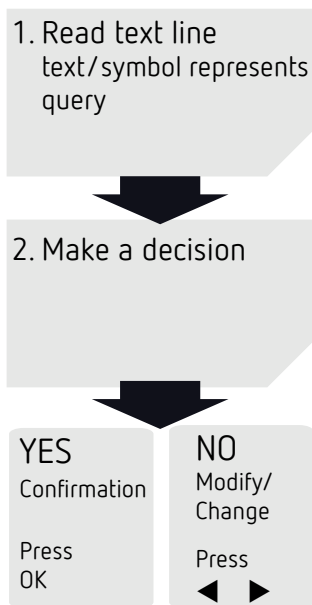 1. Read text line
text/symbol represents
query
2. Make a decision
YES
Confirmation
Press
OK
NO
Modify/
Change
Press
◀ ▶